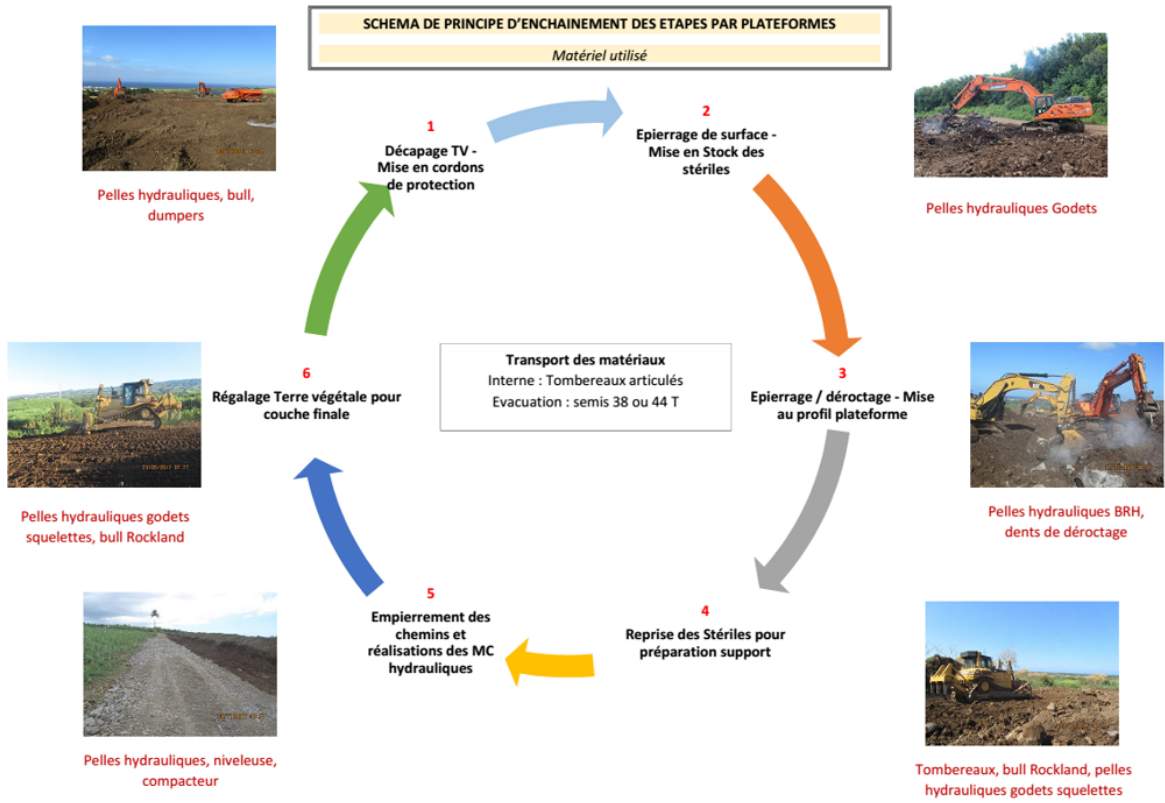 SCHEMA DE PRINCIPE D'ENCHAINEMENT DES ETAPES PAR PLATEFORMES
Matériel utilisé
1
Décapage TV -
Mise en cordons
de protection
Pelles hydrauliques, bull,
dumpers
2
Epierrage de surface -
Mise en Stock des
stériles
Pelles hydrauliques Godets
3
Epierrage / déroctage - Mise
au profil plateforme
Pelles hydrauliques BRH,
dents de déroctage
Transport des matériaux
Interne : Tombereaux articulés
Evacuation : semis 38 ou 44 T
4
Reprise des Stériles pour
préparation support
Tombereaux, bull Rockland, pelles
hydrauliques godets squelettes
5
Empierrement des
chemins et
réalisations des MC
hydrauliques
Pelles hydrauliques, niveleuse,
compacteur
6
Régalage Terre végétale pour
couche finale
Pelles hydrauliques godets
squelettes, bull Rockland